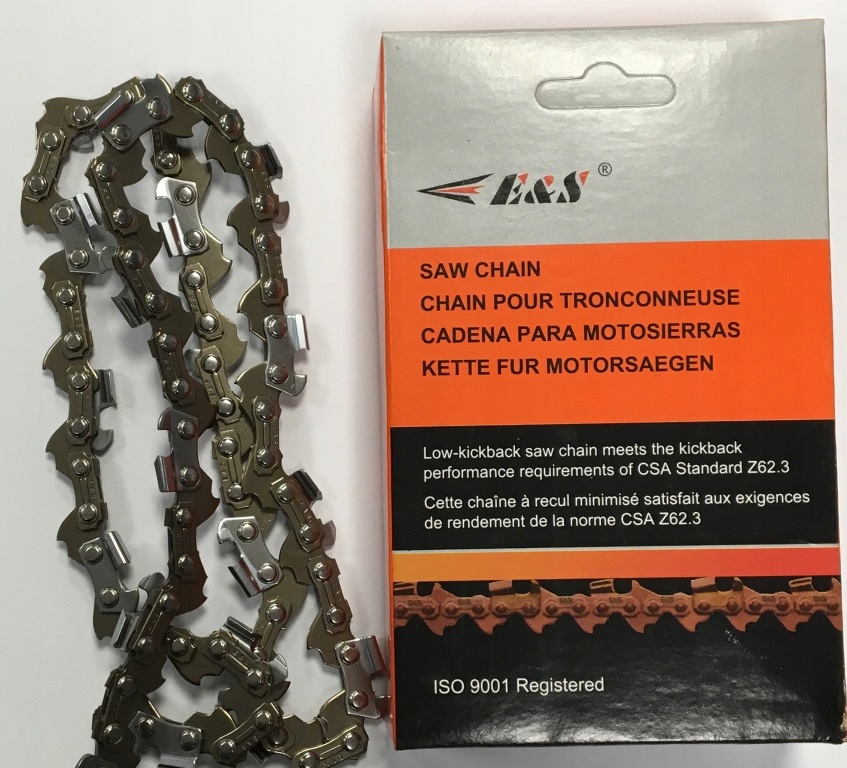 E&S®
SAW CHAIN
CHAIN POUR TRONCONNEUSE
CADENA PARA MOTOSIERRAS
KETTE FUR MOTORSAEGEN
Low-kickback saw chain meets the kickback
performance requirements of CSA Standard Z62.3
Cette chaîne à recul minimisé satisfait aux exigences
de rendement de la norme CSA Z62.3
E&S E&S E&S E&S E&S
ISO 9001 Registered